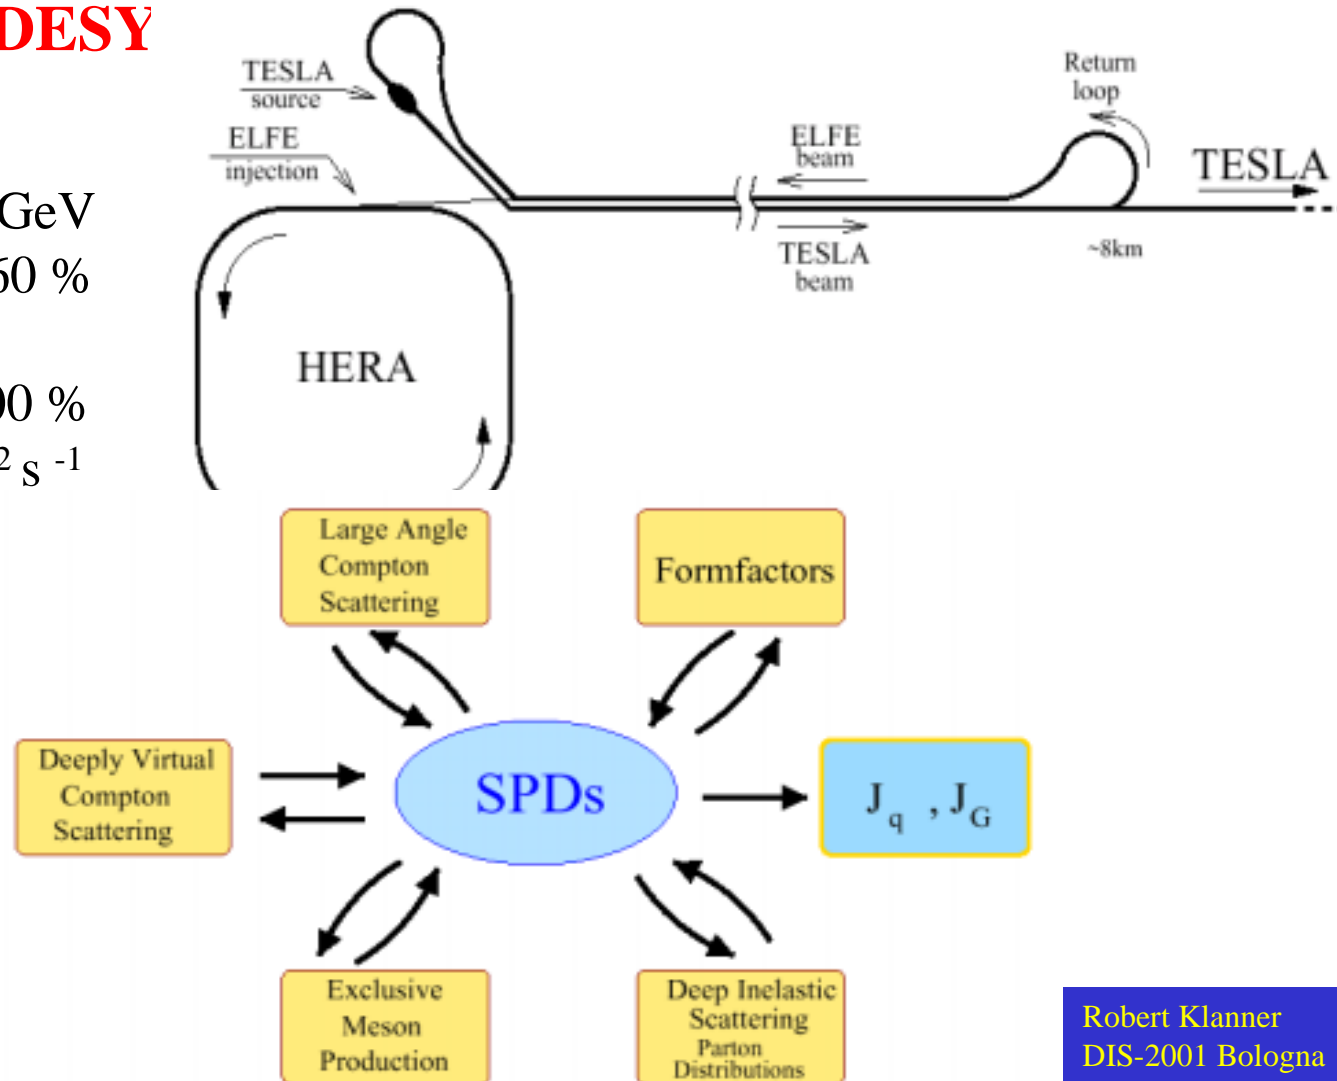 DESY
TESLA
source
ELFE
injection
Return
loop
ELFE
beam
TESLA
TESLA
beam
~8km
GeV
60 %
HERA
00 %
2 s -1
Large Angle
Compton
Scattering
Formfactors
Deeply Virtual
Compton
Scattering
SPDs
J q , J G
Exclusive
Meson
Production
Deep Inelastic
Scattering
Parton
Distributions
Robert Klanner
DIS-2001 Bologna